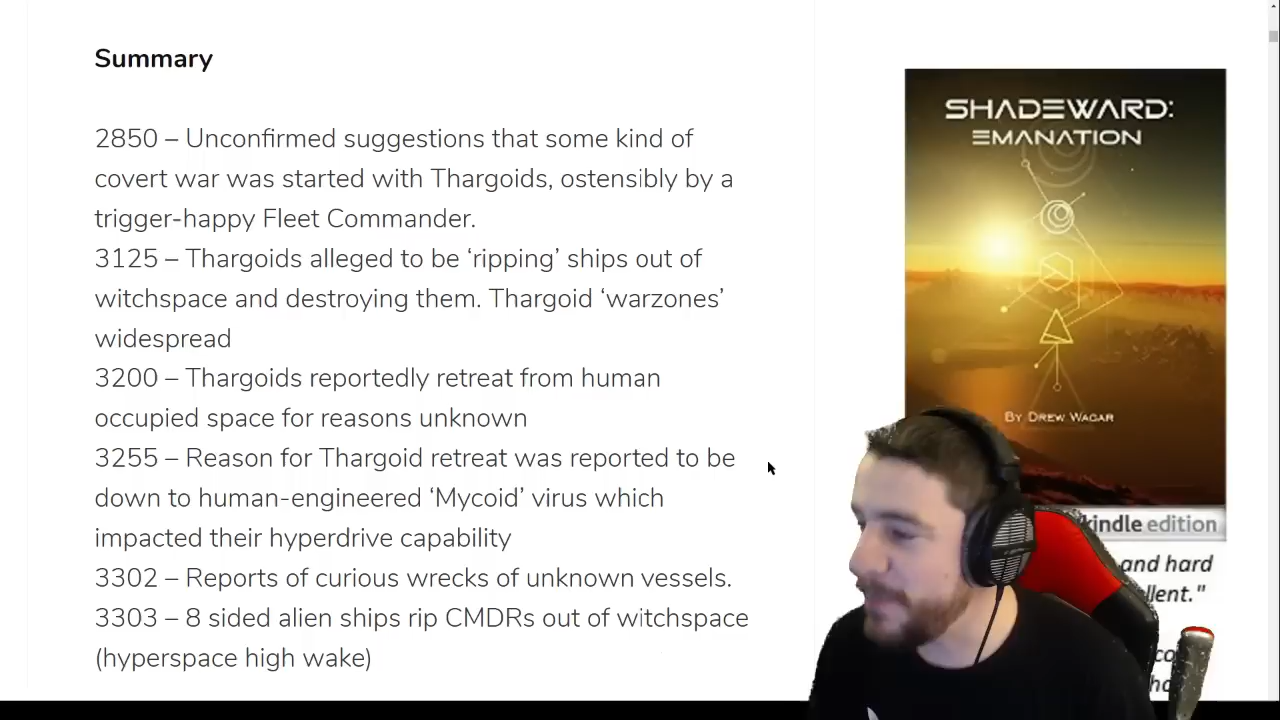 Summary
2850 – Unconfirmed suggestions that some kind of
covert war was started with Thargoids, ostensibly by a
trigger-happy Fleet Commander.
3125 – Thargoids alleged to be ‘ripping’ ships out of
witchspace and destroying them. Thargoid ‘warzones’
widespread
3200 – Thargoids reportedly retreat from human
occupied space for reasons unknown
3255 – Reason for Thargoid retreat was reported to be
down to human-engineered ‘Mycoid’ virus which
impacted their hyperdrive capability
3302 – Reports of curious wrecks of unknown vessels.
3303 – 8 sided alien ships rip CMDRs out of witchspace
(hyperspace high wake)
SHADEWARD:
EMANATION
BY DREW WAGAR
kindle edition
and hard